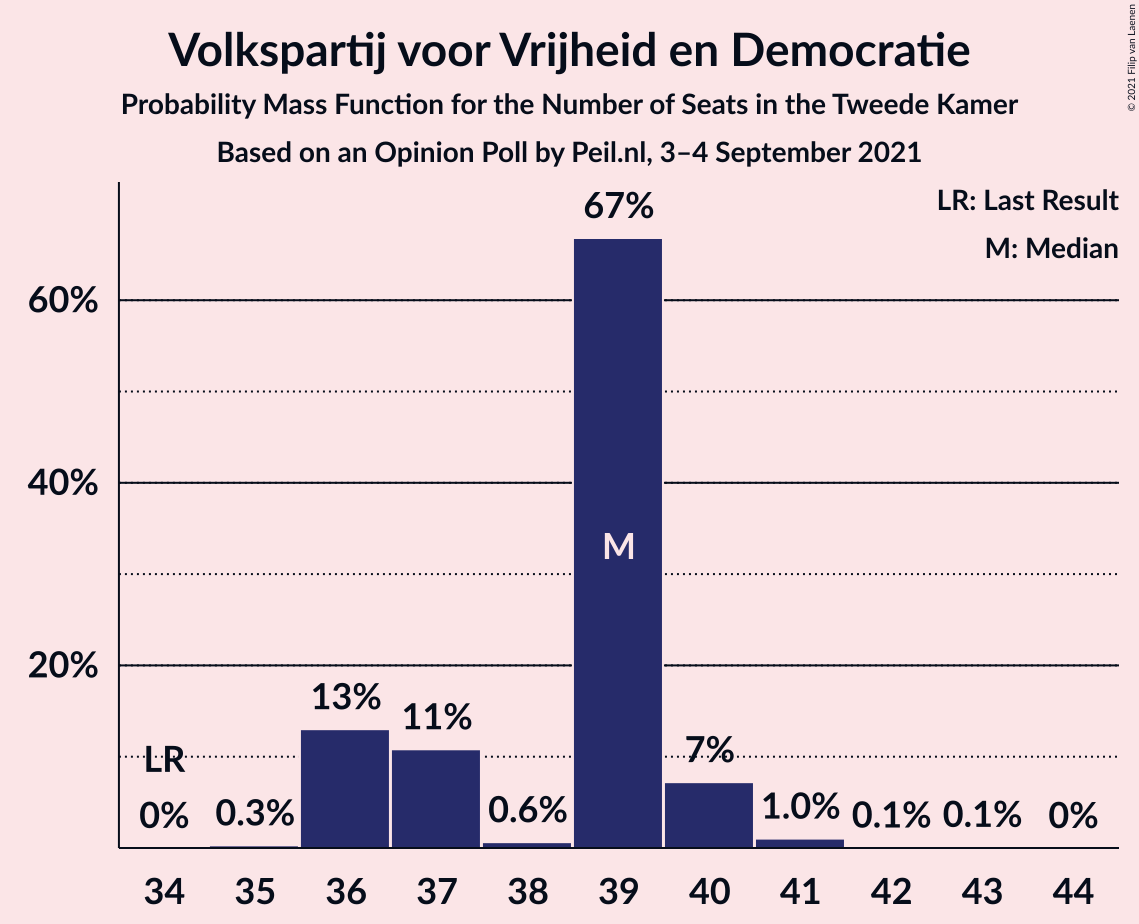 Volkspartij voor Vrijheid en Democratie
Probability Mass Function for the Number of Seats in the Tweede Kamer
Based on an Opinion Poll by Peil.nl, 3–4 September 2021
© 2021 Filip van Laenen
LR: Last Result
M: Median
67%
60%
40%
M
20%
13%
11%
LR
7%
0%
0.3%
0.6%
1.0%
0.1%
0.1%
0%
34 35 36 37 38 39 40 41 42 43 44